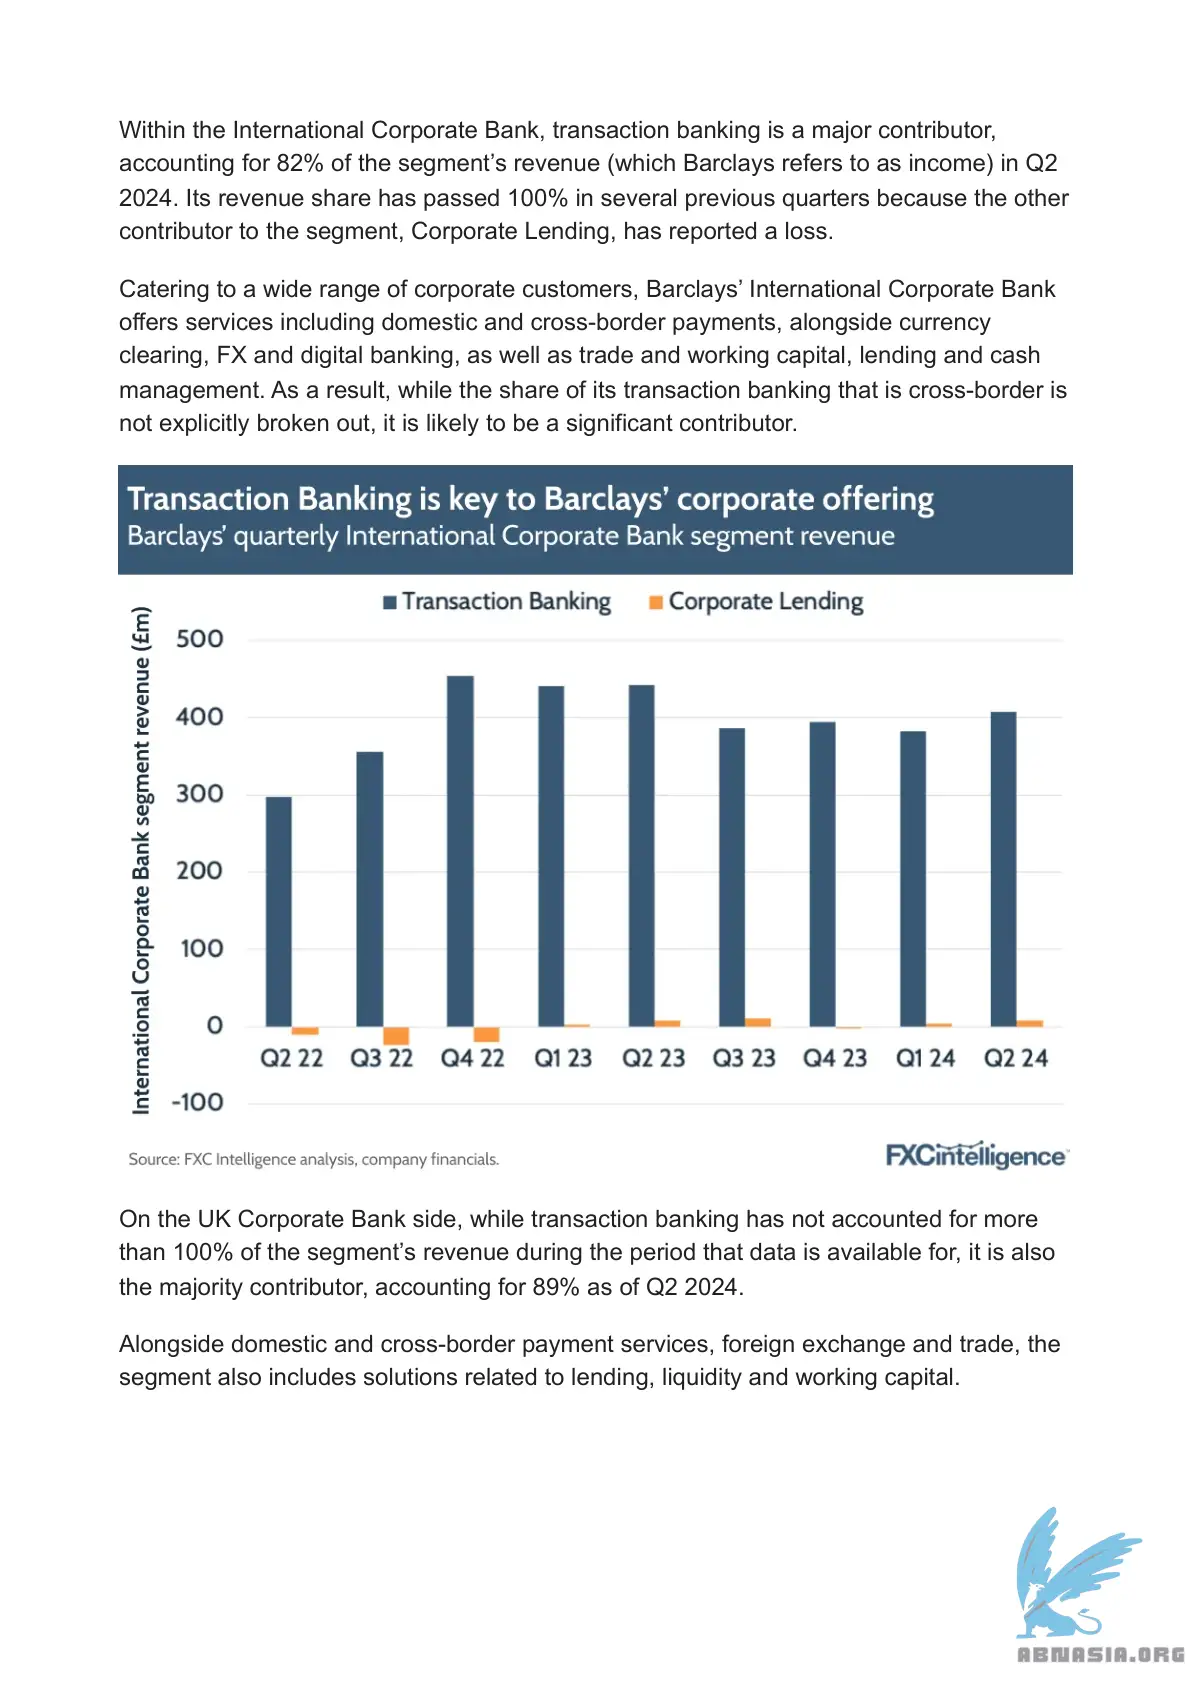 Within the International Corporate Bank, transaction banking is a major contributor,
accounting for 82% of the segment’s revenue (which Barclays refers to as income) in Q2
2024. Its revenue share has passed 100% in several previous quarters because the other
contributor to the segment, Corporate Lending, has reported a loss.
Catering to a wide range of corporate customers, Barclays’ International Corporate Bank
offers services including domestic and cross-border payments, alongside currency
clearing, FX and digital banking, as well as trade and working capital, lending and cash
management. As a result, while the share of its transaction banking that is cross-border is
not explicitly broken out, it is likely to be a significant contributor.
Transaction Banking is key to Barclays’ corporate offering
Barclays’ quarterly International Corporate Bank segment revenue
Transaction Banking Corporate Lending
International Corporate Bank segment revenue (£m)
500
400
300
200
100
0
Q2 22 Q3 22 Q4 22 Q1 23 Q2 23 Q3 23 Q4 23 Q1 24 Q2 24
-100
Source: FXC Intelligence analysis, company financials.
FXCintelligence™
On the UK Corporate Bank side, while transaction banking has not accounted for more
than 100% of the segment’s revenue during the period that data is available for, it is also
the majority contributor, accounting for 89% as of Q2 2024.
Alongside domestic and cross-border payment services, foreign exchange and trade, the
segment also includes solutions related to lending, liquidity and working capital.
ABNASIA.ORG